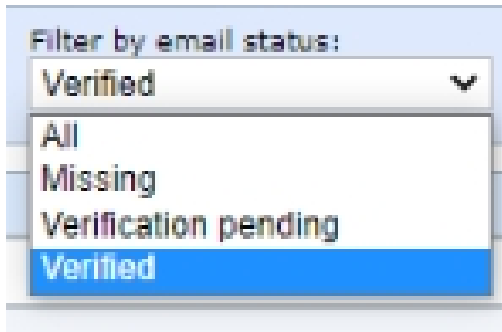 Filter by email status:
Verified
All
Missing
Verification pending
Verified